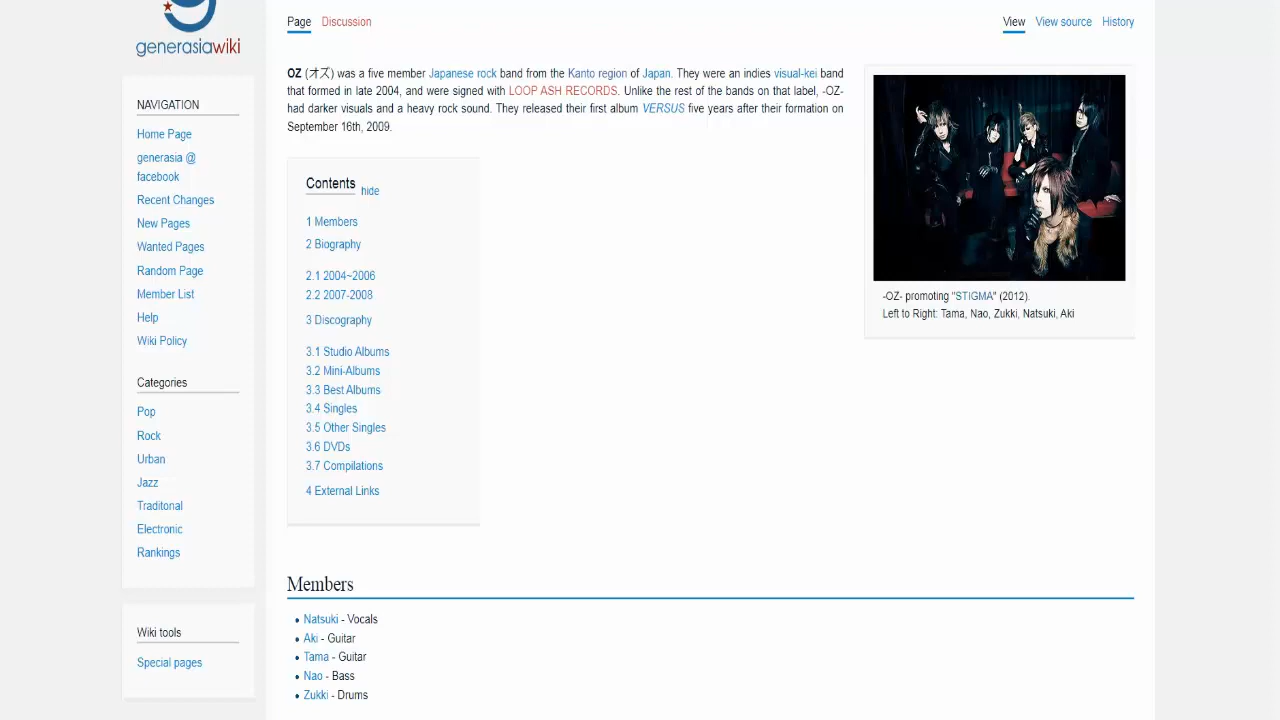 generasiawiki
Page Discussion
View View source History
NAVIGATION
Home Page
generasia @
facebook
Recent Changes
New Pages
Wanted Pages
Random Page
Member List
Help
Wiki Policy
Categories
Pop
Rock
Urban
Jazz
Traditonal
Electronic
Rankings
Wiki tools
Special pages
OZ (オズ) was a five member Japanese rock band from the Kanto region of Japan. They were an indies visual-kei band
that formed in late 2004, and were signed with LOOP ASH RECORDS. Unlike the rest of the bands on that label, -OZ-
had darker visuals and a heavy rock sound. They released their first album VERSUS five years after their formation on
September 16th, 2009.
-OZ- promoting "STIGMA" (2012).
Left to Right: Tama, Nao, Zukki, Natsuki, Aki
Contents hide
1 Members
2 Biography
2.1 2004~2006
2.2 2007-2008
3 Discography
3.1 Studio Albums
3.2 Mini-Albums
3.3 Best Albums
3.4 Singles
3.5 Other Singles
3.6 DVDs
3.7 Compilations
4 External Links
Members
Natsuki - Vocals
Aki - Guitar
Tama - Guitar
Nao - Bass
Zukki - Drums